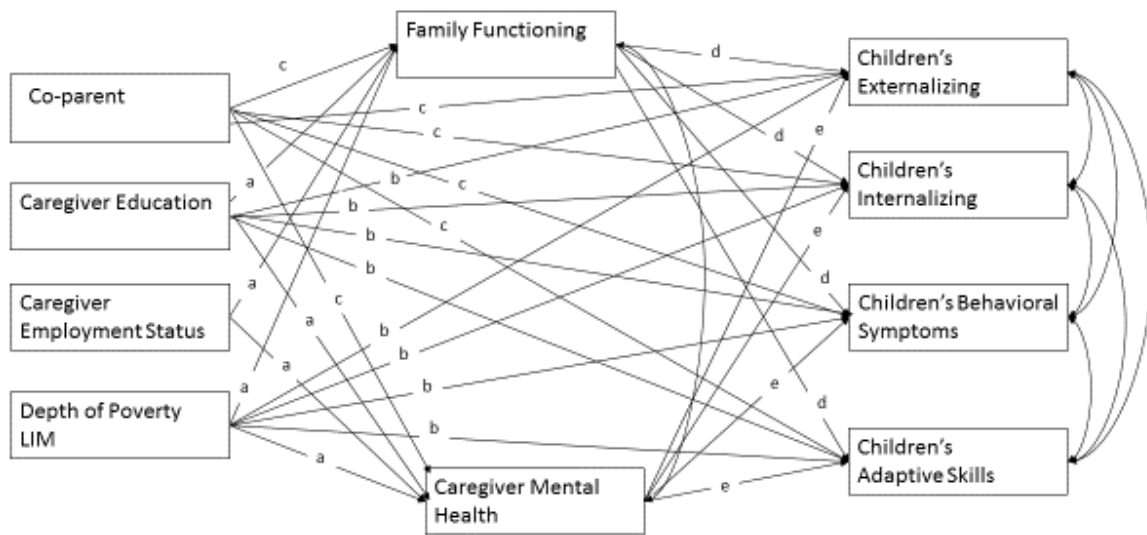 Family Functioning
Co-parent
Caregiver Education
Caregiver
Employment Status
Depth of Poverty
LIM
Caregiver Mental
Health
Children's
Externalizing
Children's
Internalizing
Children's Behavioral
Symptoms
Children's
Adaptive Skills
c
c
c
c
c
c
a
a
a
a
a
a
b
b
b
b
b
b
b
b
d
d
d
d
e
e
e
e